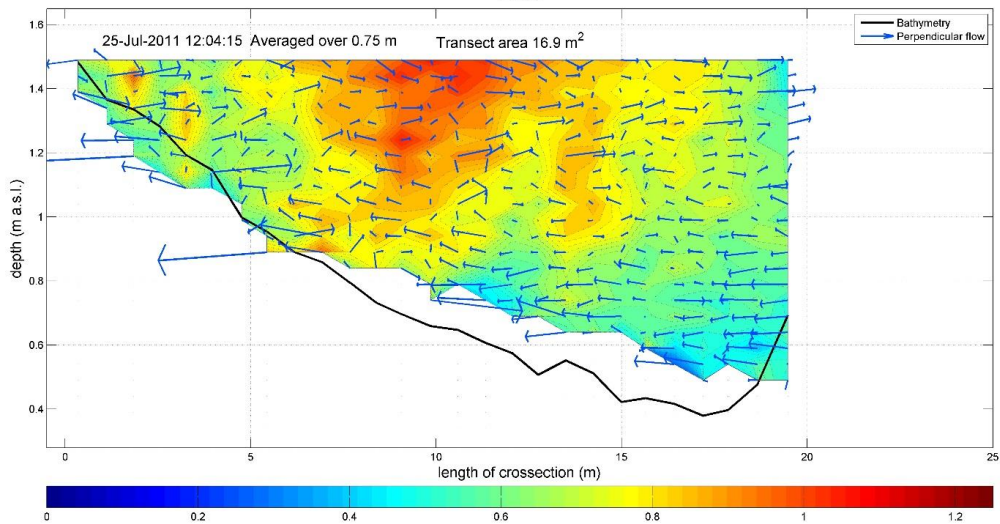 25-Jul-2011 12:04:15 Averaged over 0.75 m Transect area 16.9 m²
Bathymetry
Perpendicular flow
depth (m a.s.l.)
1.6
1.4
1.2
1
0.8
0.6
0.4
0 5 10 15 20 25
length of crossection (m)
0 0.2 0.4 0.6 0.8 1 1.2